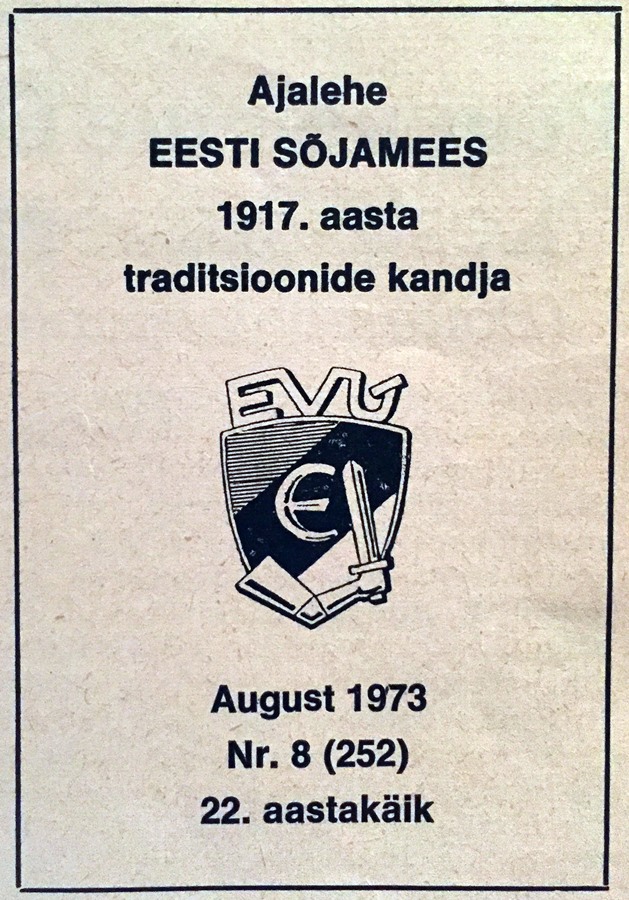 Ajalehe
EESTI SÕJAMEES
1917. aasta
traditsioonide kandja
EVÜ
E
August 1973
Nr. 8 (252)
22. aastakäik